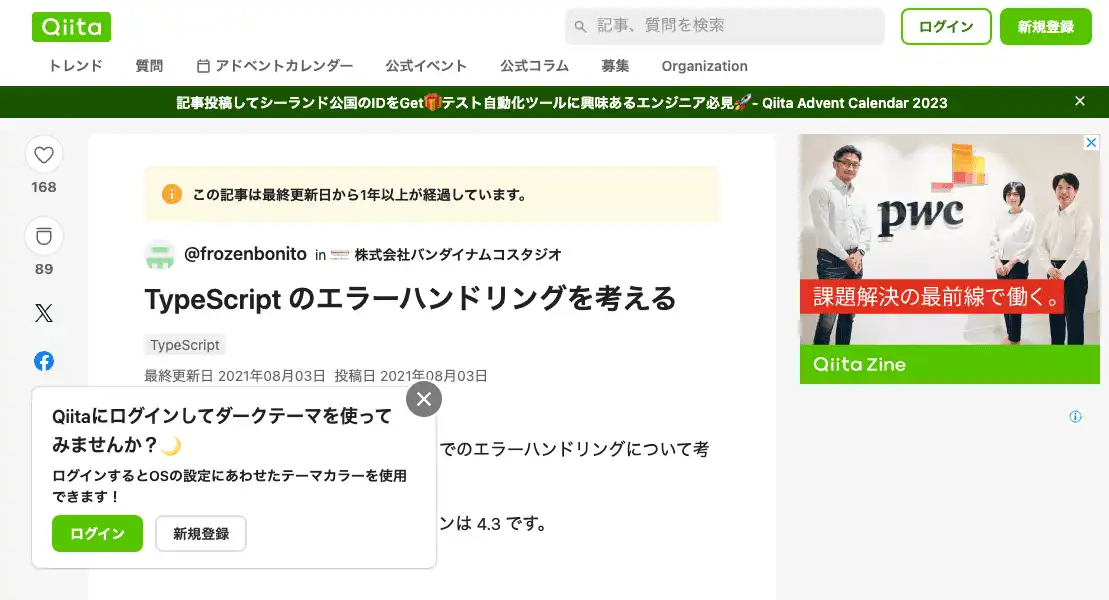 Qiita
記事、質問を検索
ログイン
新規登録
トレンド
質問
アドベントカレンダー
公式イベント
公式コラム
募集
Organization
記事投稿してシーランド公国のIDをGet🎁テスト自動化ツールに興味あるエンジニア必見🚀- Qiita Advent Calendar 2023
168
89
この記事は最終更新日から1年以上が経過しています。
@frozenbonito in 株式会社バンダイナムコスタジオ
TypeScript のエラーハンドリングを考える
TypeScript
最終更新日 2021年08月03日 投稿日 2021年08月03日
でのエラーハンドリングについて考
ンは 4.3 です。
Qiitaにログインしてダークテーマを使って
みませんか？🌙
ログインするとOSの設定にあわせたテーマカラーを使用
できます！
ログイン
新規登録
pwc
課題解決の最前線で働く。
Qiita Zine